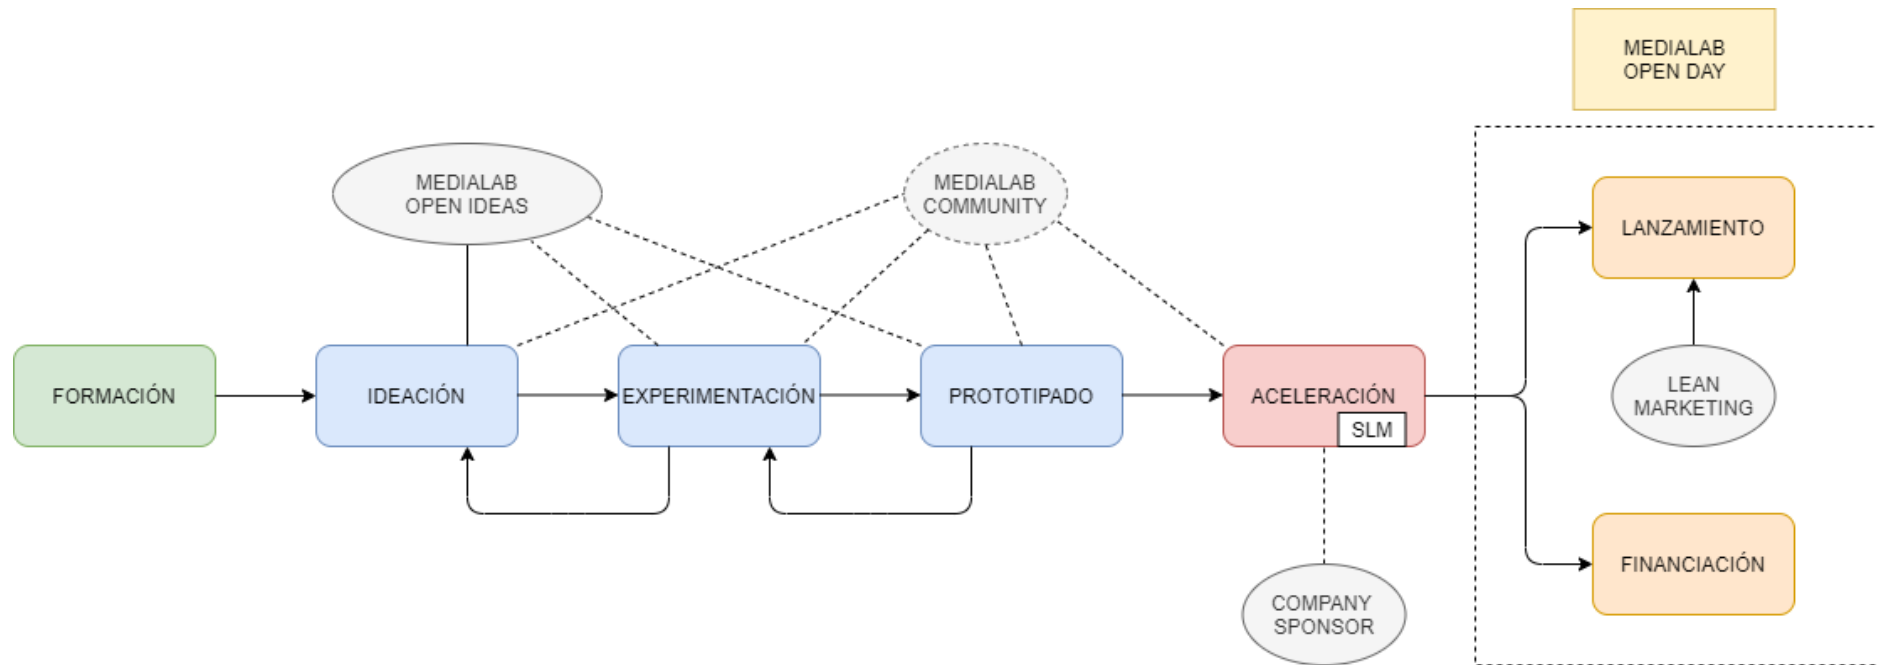 MEDIALAB
OPEN DAY
MEDIALAB
OPEN IDEAS
MEDIALAB
COMMUNITY
LANZAMIENTO
FORMACIÓN
IDEACIÓN
EXPERIMENTACIÓN
PROTOTIPADO
ACELERACIÓN
SLM
LEAN
MARKETING
FINANCIACIÓN
COMPANY
SPONSOR